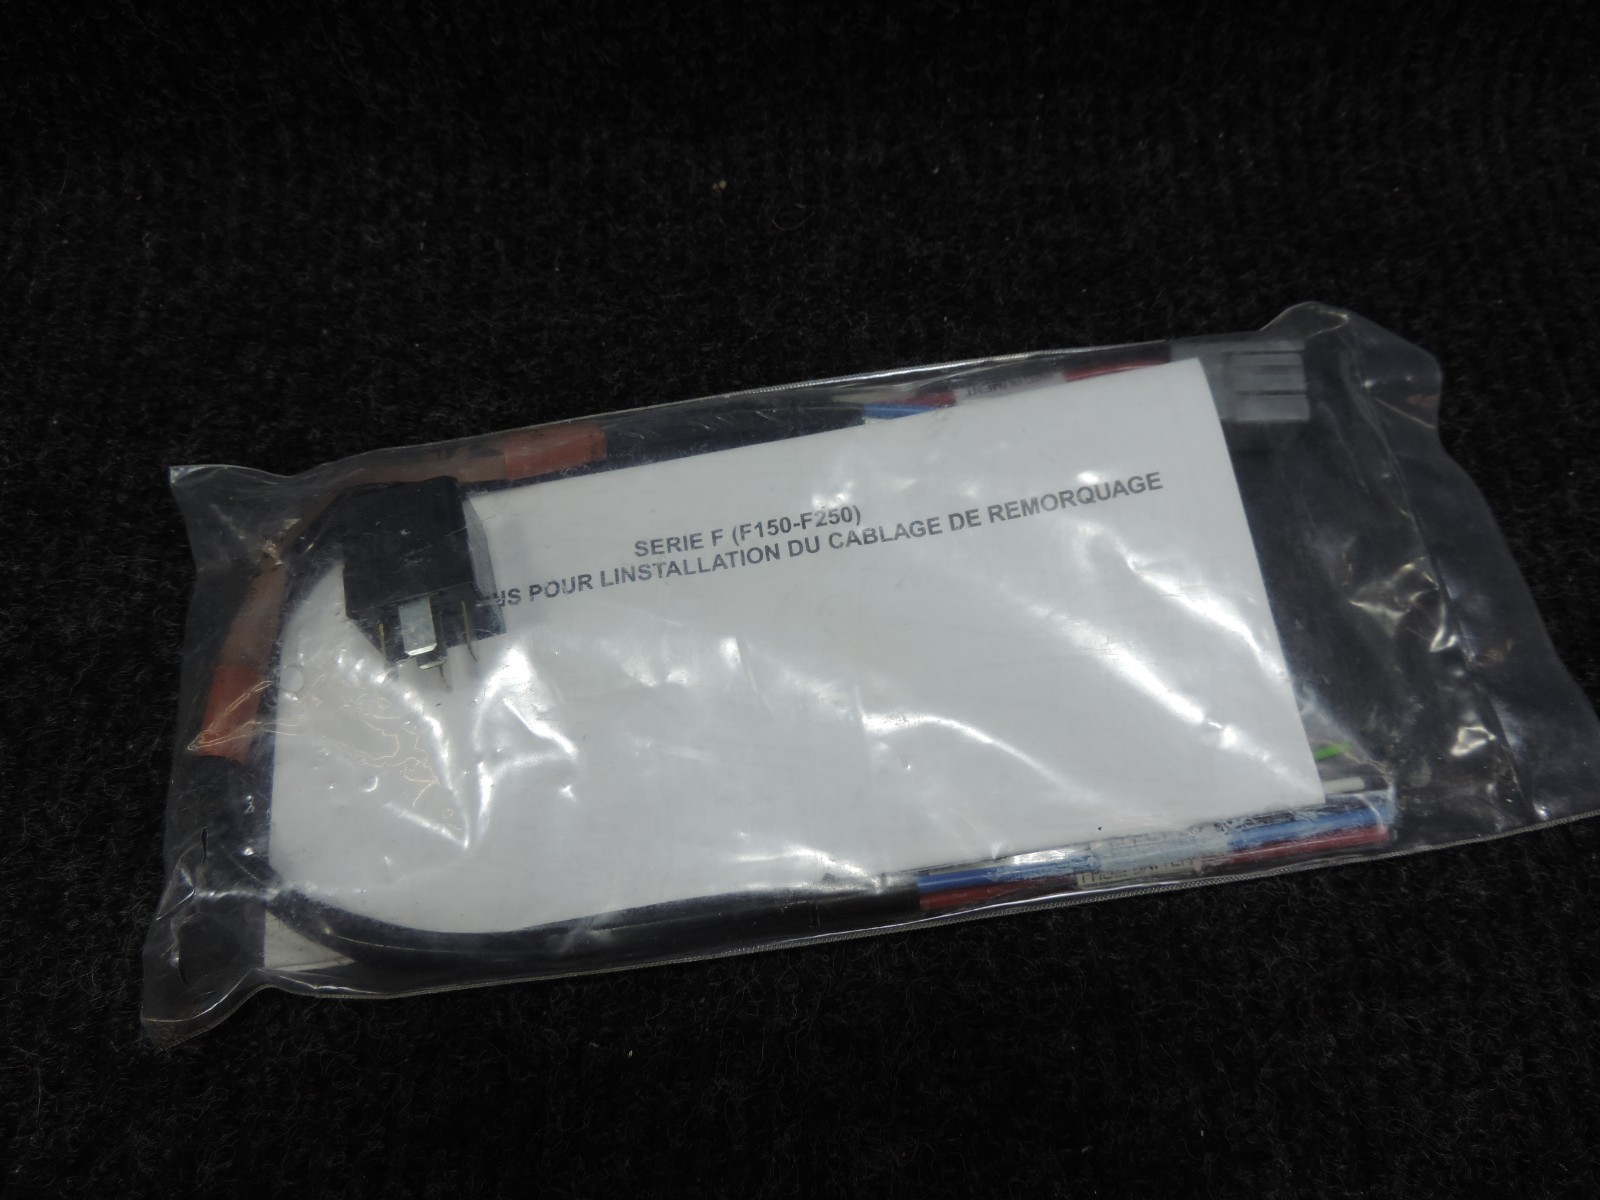 SERIE F (F150-F250)
POUR LINSTALLATION DU CABLAGE DE REMORQUAGE